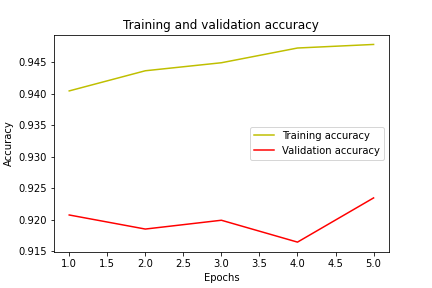 Training and validation accuracy
0.945
0.940
0.935
0.930
0.925
0.920
0.915
Accuracy
Training accuracy
Validation accuracy
1.0 1.5 2.0 2.5 3.0 3.5 4.0 4.5 5.0
Epochs